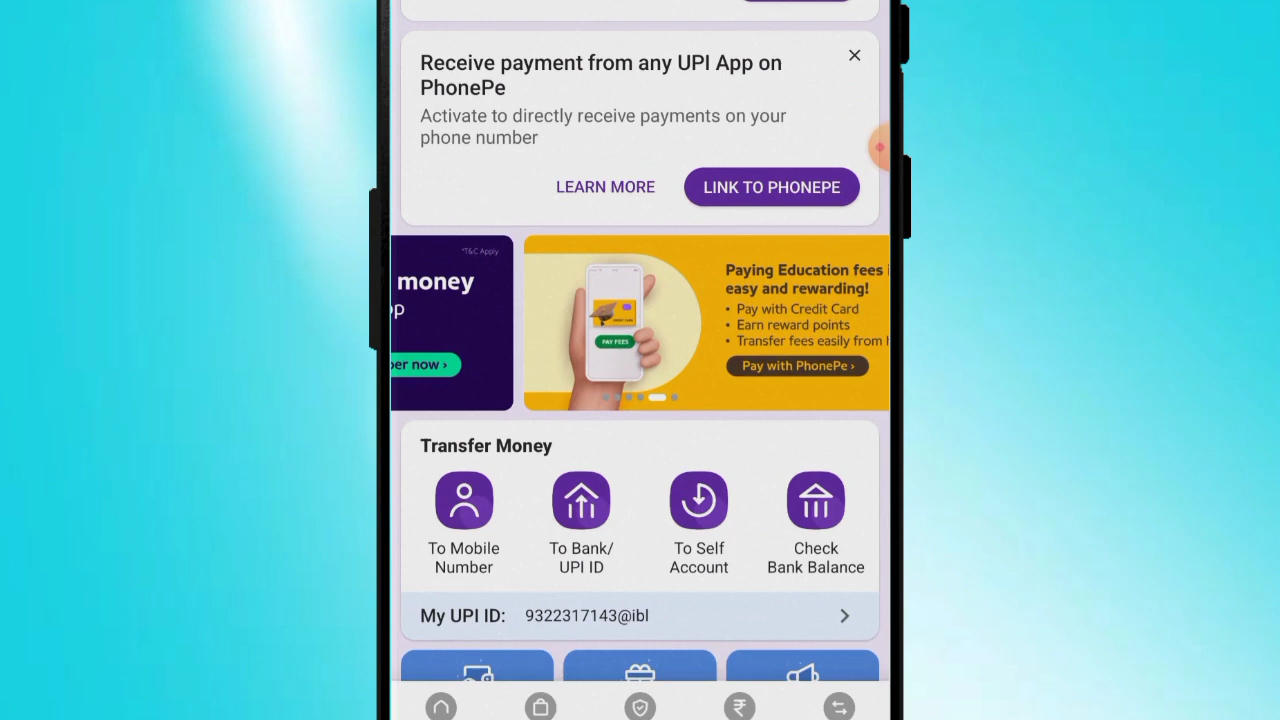 Receive payment from any UPI App on
PhonePe
Activate to directly receive payments on your
phone number
LEARN MORE
LINK TO PHONEPE
*T&C Apply
money
now ›
Paying Education fees
easy and rewarding!
• Pay with Credit Card
• Earn reward points
• Transfer fees easily from
Pay with PhonePe ›
CREDIT CARD
PAY FEES
Transfer Money
To Mobile
Number
To Bank/
UPI ID
To Self
Account
Check
Bank Balance
My UPI ID: 9322317143@ibl